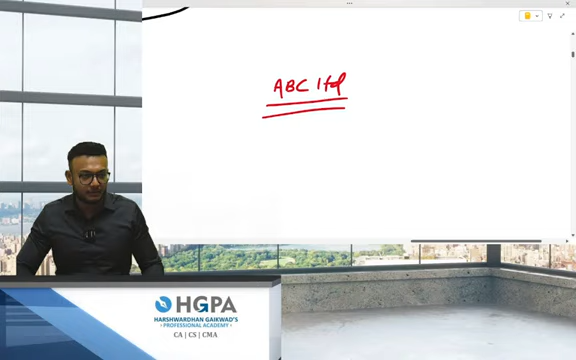 ABC Ltd
HGPA
HARSHWARDHAN GAIKWAD'S
PROFESSIONAL ACADEMY
CA | CS | CMA